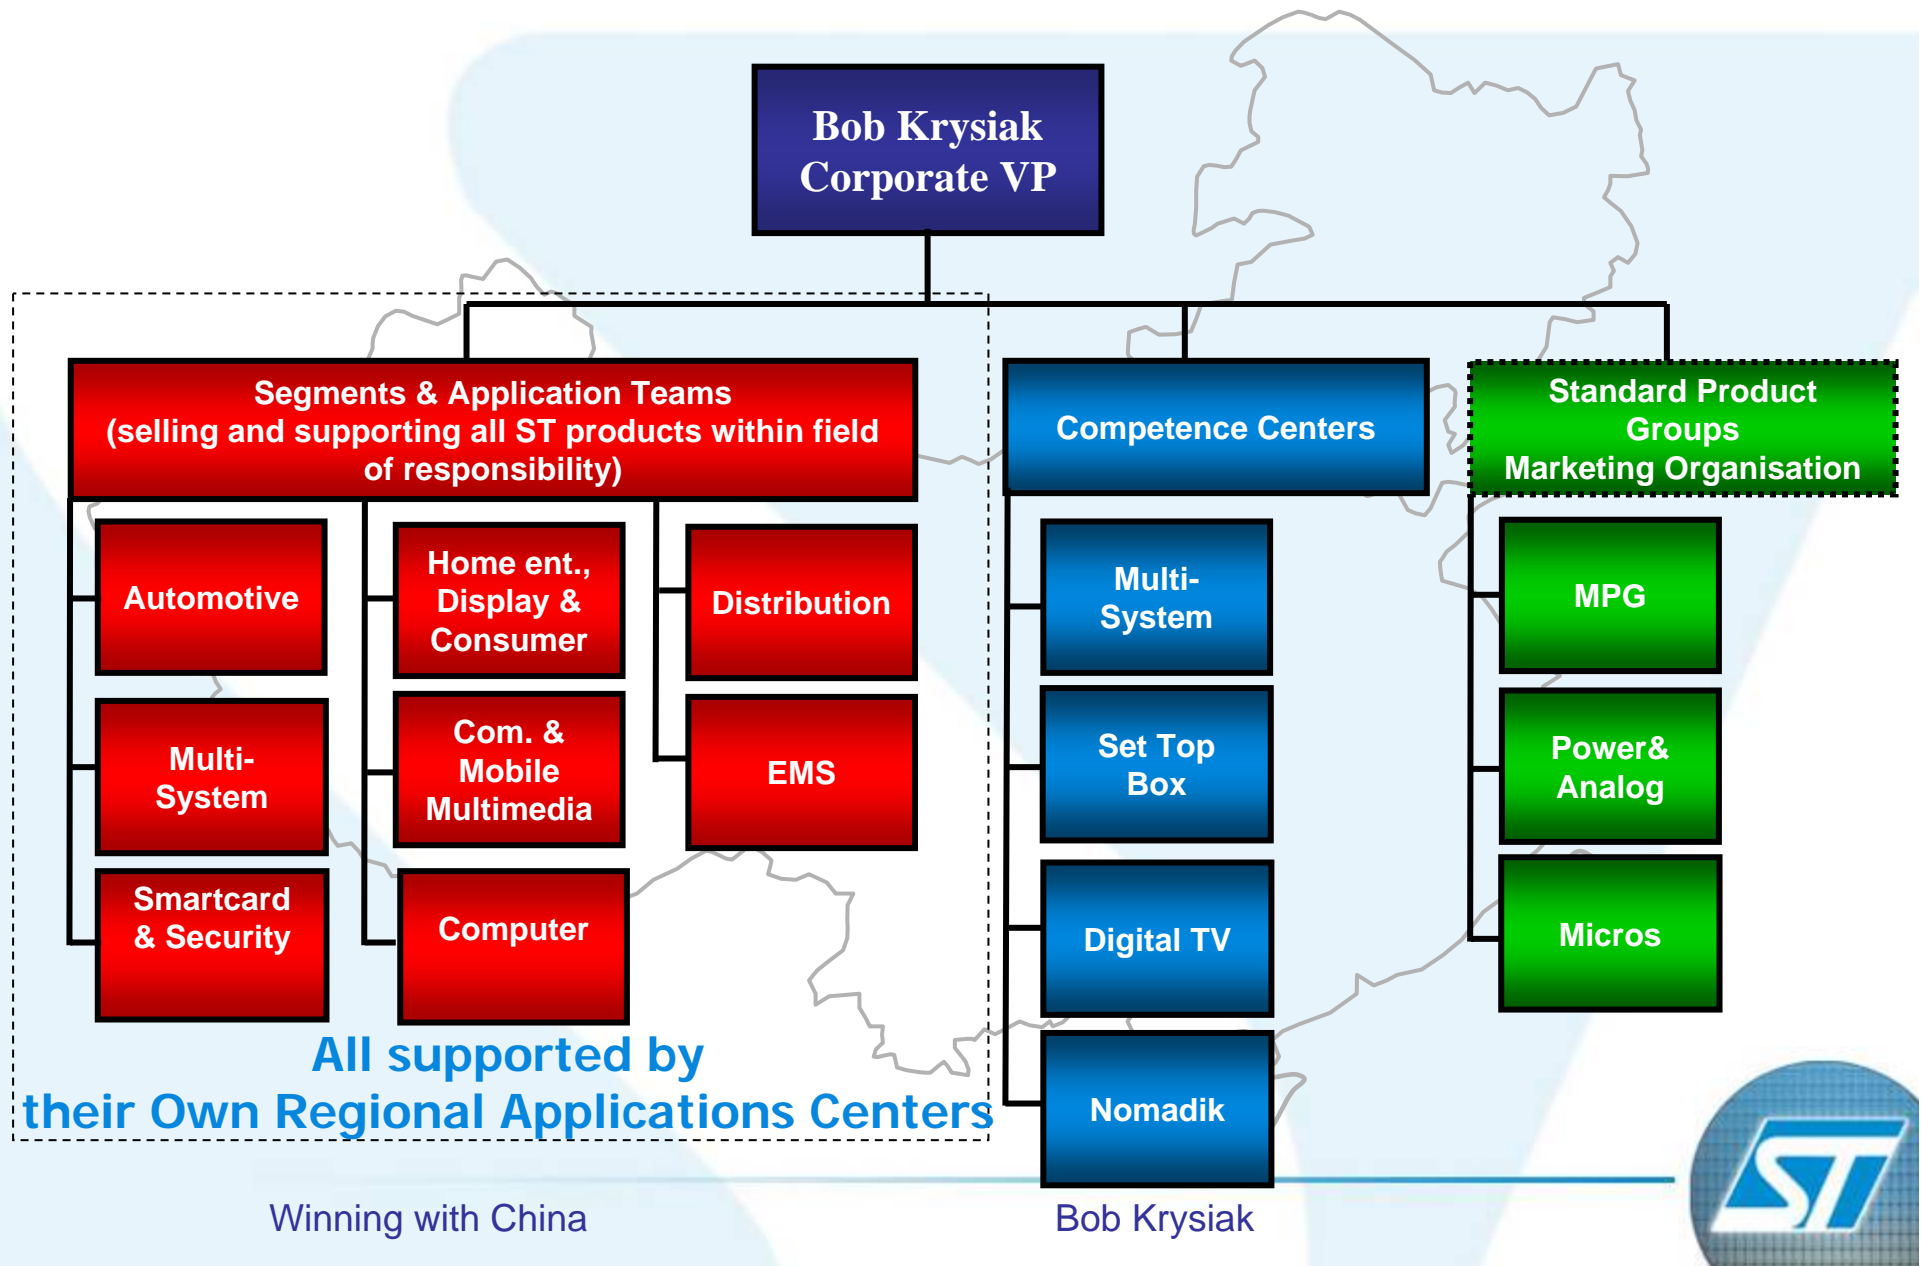 Bob Krysiak
Corporate VP
Segments & Application Teams
(selling and supporting all ST products within field
of responsibility)
Automotive
Multi-
System
Smartcard
& Security
Home ent.,
Display &
Consumer
Com. &
Mobile
Multimedia
Computer
Distribution
EMS
All supported by
their Own Regional Applications Centers
Competence Centers
Multi-
System
Set Top
Box
Digital TV
Nomadik
Standard Product
Groups
Marketing Organisation
MPG
Power&
Analog
Micros
Winning with China
Bob Krysiak
ST